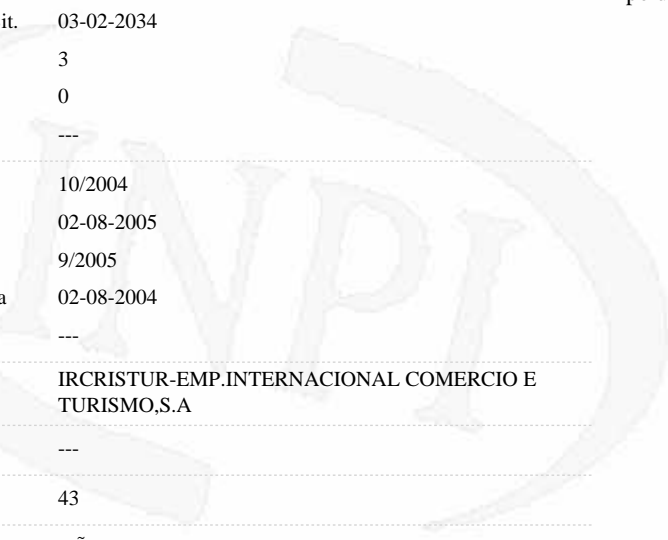 it. 03-02-2034
3
0
---
10/2004
02-08-2005
9/2005
a 02-08-2004
---
IRCRISTUR-EMP.INTERNACIONAL COMERCIO E
TURISMO,S.A
---
43
INPI